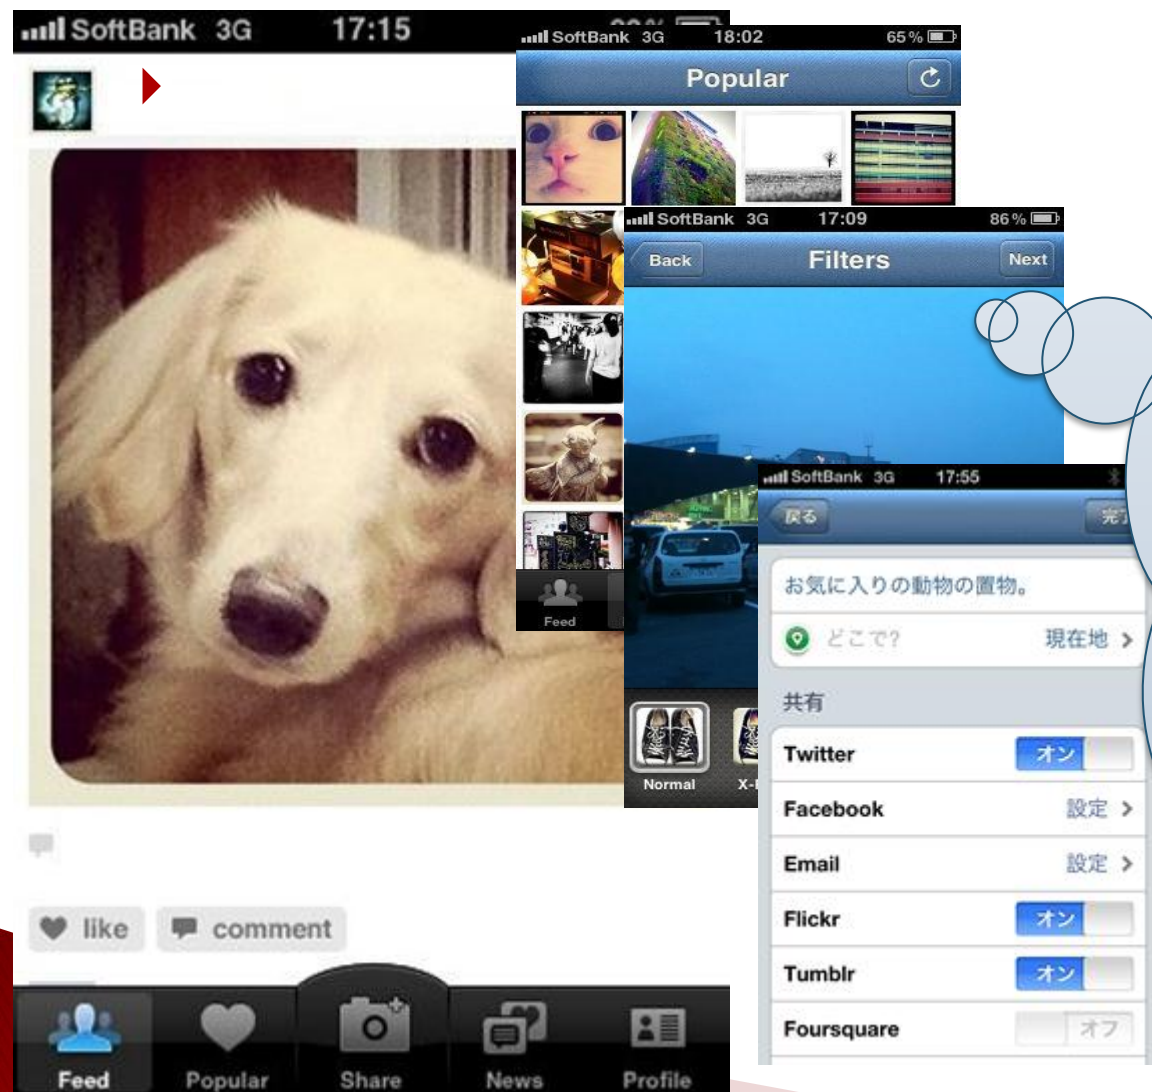 SoftBank 3G 17:15
like comment
Feed Popular Share News Profile
SoftBank 3G 18:02 65%
Popular
Feed
SoftBank 3G 17:09 86%
Back Filters Next
Normal
SoftBank 3G 17:55
戻る
お気に入りの動物の置物。
どこで? 現在地
共有
Twitter オン
Facebook 設定
Email 設定
Flickr オン
Tumblr オン
Foursquare オフ